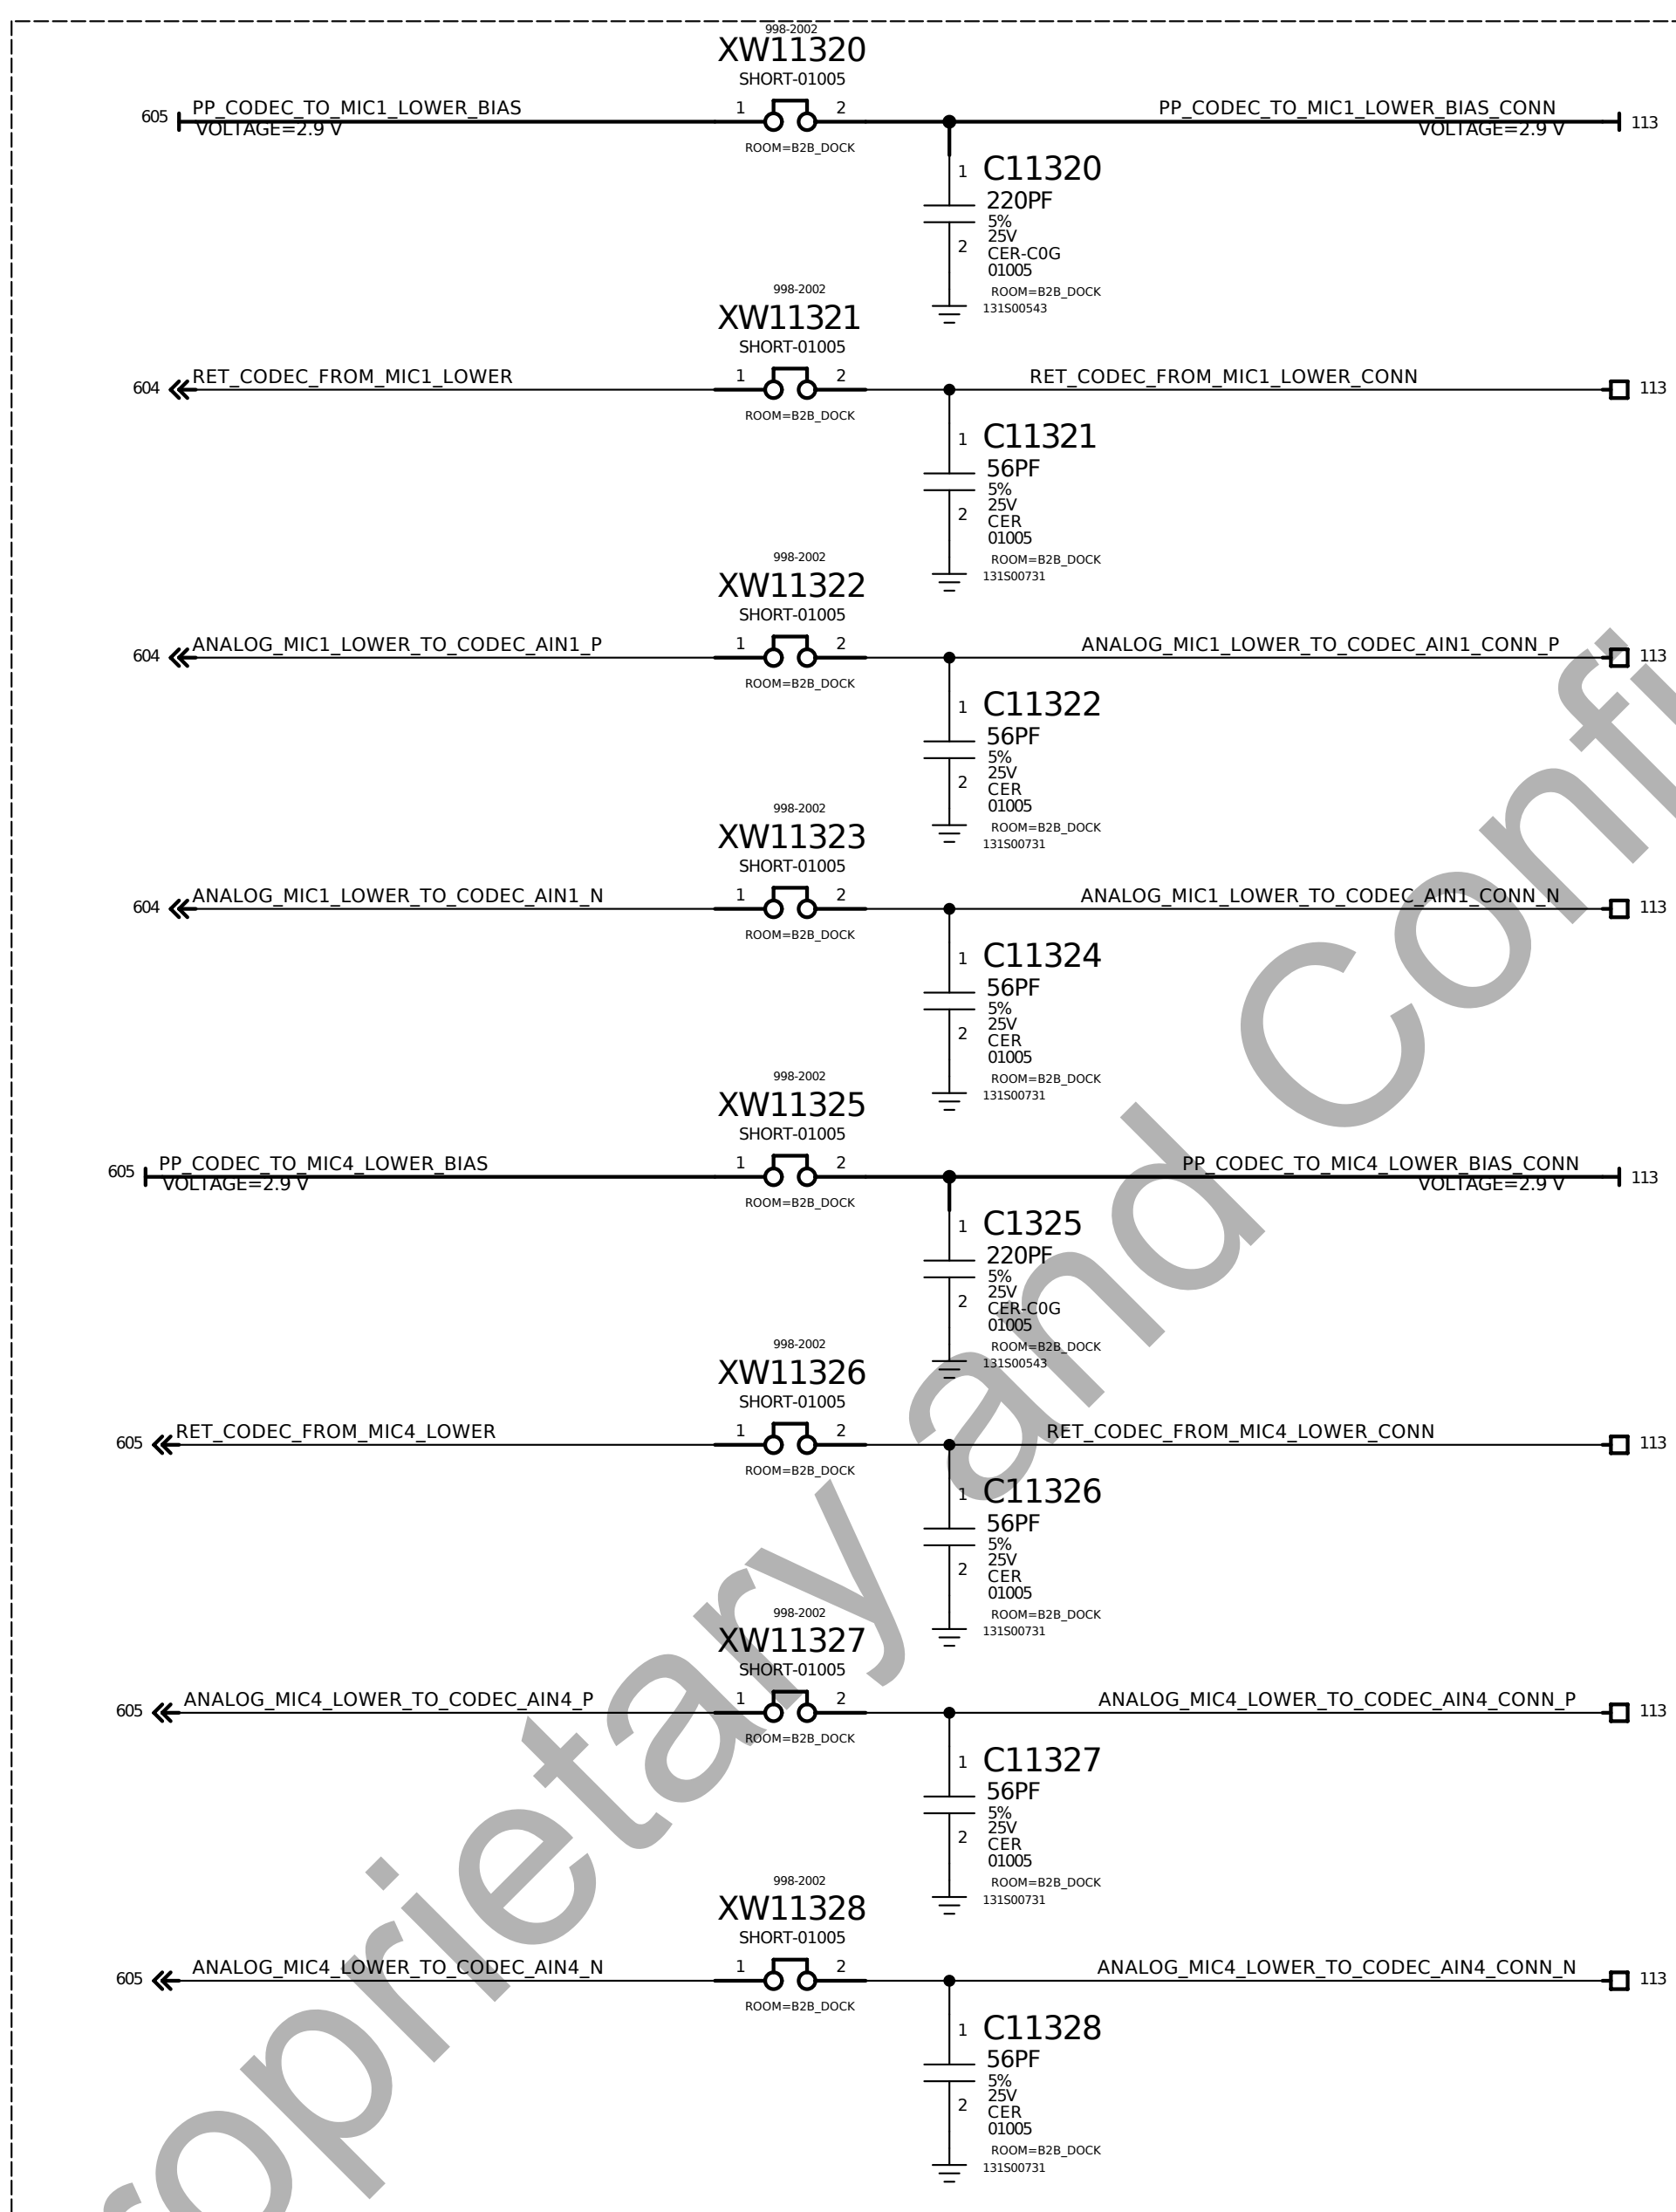 998-2002
XW11320
SHORT-01005
605 PP_CODEC_TO_MIC1_LOWER_BIAS 1 2 PP_CODEC_TO_MIC1_LOWER_BIAS_CONN 113
VOLTAGE=2.9 V VOLTAGE=2.9 V
ROOM=B2B_DOCK
1 C11320
220PF
5%
25V
2 CER-C0G
01005
ROOM=B2B_DOCK
131S00543
998-2002
XW11321
SHORT-01005
604 RET_CODEC_FROM_MIC1_LOWER 1 2 RET_CODEC_FROM_MIC1_LOWER_CONN 113
ROOM=B2B_DOCK
1 C11321
56PF
5%
25V
2 CER
01005
ROOM=B2B_DOCK
131S00731
998-2002
XW11322
SHORT-01005
604 ANALOG_MIC1_LOWER_TO_CODEC_AIN1_P 1 2 ANALOG_MIC1_LOWER_TO_CODEC_AIN1_CONN_P 113
ROOM=B2B_DOCK
1 C11322
56PF
5%
25V
2 CER
01005
ROOM=B2B_DOCK
131S00731
998-2002
XW11323
SHORT-01005
604 ANALOG_MIC1_LOWER_TO_CODEC_AIN1_N 1 2 ANALOG_MIC1_LOWER_TO_CODEC_AIN1_CONN_N 113
ROOM=B2B_DOCK
1 C11324
56PF
5%
25V
2 CER
01005
ROOM=B2B_DOCK
131S00731
998-2002
XW11325
SHORT-01005
605 PP_CODEC_TO_MIC4_LOWER_BIAS 1 2 PP_CODEC_TO_MIC4_LOWER_BIAS_CONN 113
VOLTAGE=2.9 V VOLTAGE=2.9 V
ROOM=B2B_DOCK
1 C1325
220PF
5%
25V
2 CER-C0G
01005
ROOM=B2B_DOCK
131S00543
998-2002
XW11326
SHORT-01005
605 RET_CODEC_FROM_MIC4_LOWER 1 2 RET_CODEC_FROM_MIC4_LOWER_CONN 113
ROOM=B2B_DOCK
1 C11326
56PF
5%
25V
2 CER
01005
ROOM=B2B_DOCK
131S00731
998-2002
XW11327
SHORT-01005
605 ANALOG_MIC4_LOWER_TO_CODEC_AIN4_P 1 2 ANALOG_MIC4_LOWER_TO_CODEC_AIN4_CONN_P 113
ROOM=B2B_DOCK
1 C11327
56PF
5%
25V
2 CER
01005
ROOM=B2B_DOCK
131S00731
998-2002
XW11328
SHORT-01005
605 ANALOG_MIC4_LOWER_TO_CODEC_AIN4_N 1 2 ANALOG_MIC4_LOWER_TO_CODEC_AIN4_CONN_N 113
ROOM=B2B_DOCK
1 C11328
56PF
5%
25V
2 CER
01005
ROOM=B2B_DOCK
131S00731
roprietary and Confi